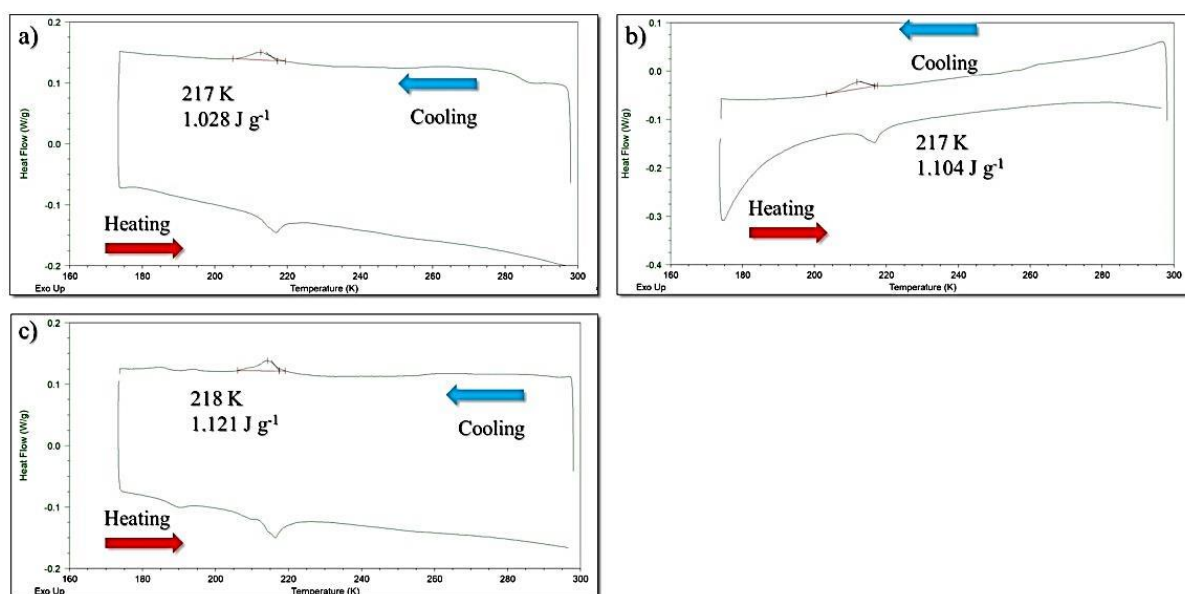 a)
0.2
0.1
0.0
-0.1
-0.2
Heat Flow (W/g)
217 K
1.028 J g-1
Cooling
Heating
160 180 200 220 240 260 280 300
Exo Up
Temperature (K)
b)
0.1
0.0
-0.1
-0.2
-0.3
-0.4
Heat Flow (W/g)
Cooling
217 K
1.104 J g-1
Heating
160 180 200 220 240 260 280 300
Exo Up
Temperature (K)
c)
0.2
0.1
0.0
-0.1
-0.2
Heat Flow (W/g)
218 K
1.121 J g-1
Cooling
Heating
160 180 200 220 240 260 280 300
Exo Up
Temperature (K)